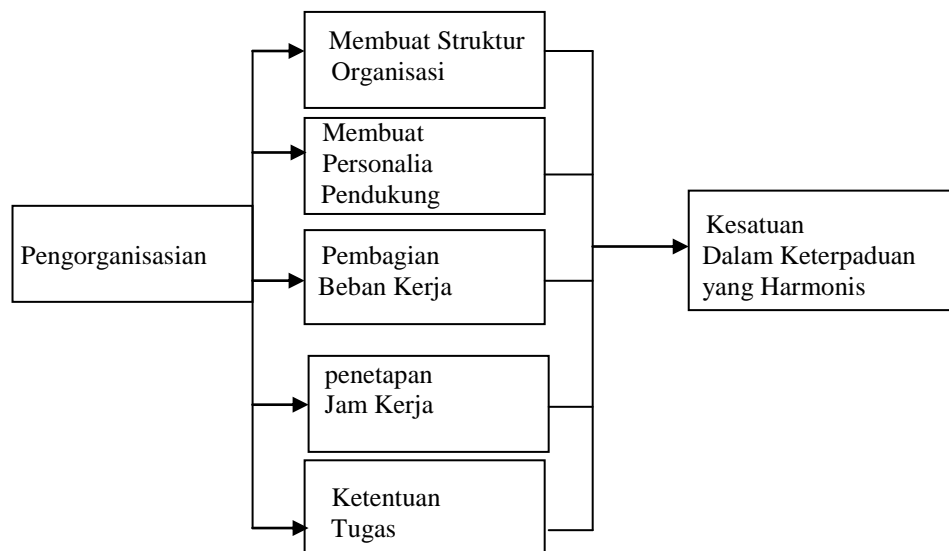 Pengorganisasian
Membuat Struktur
Organisasi
Membuat
Personalia
Pendukung
Pembagian
Beban Kerja
penetapan
Jam Kerja
Ketentuan
Tugas
Kesatuan
Dalam Keterpaduan
yang Harmonis